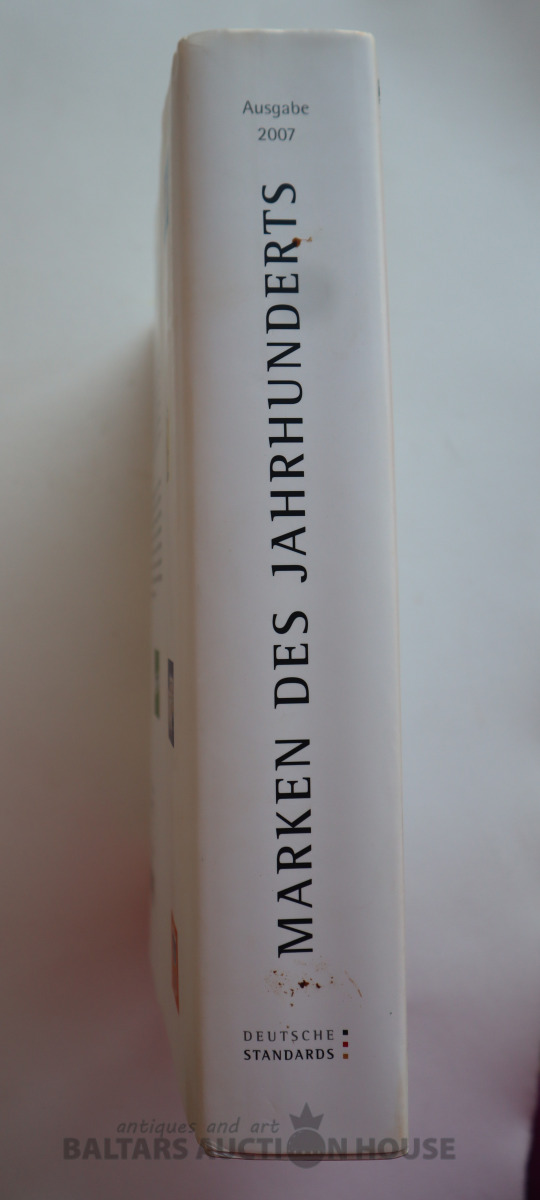 Ausgabe
2007
MARKEN DES JAHRHUNDERTS
DEUTSCHE
STANDARDS
antiques and art
BALTARS AUCTION HOUSE